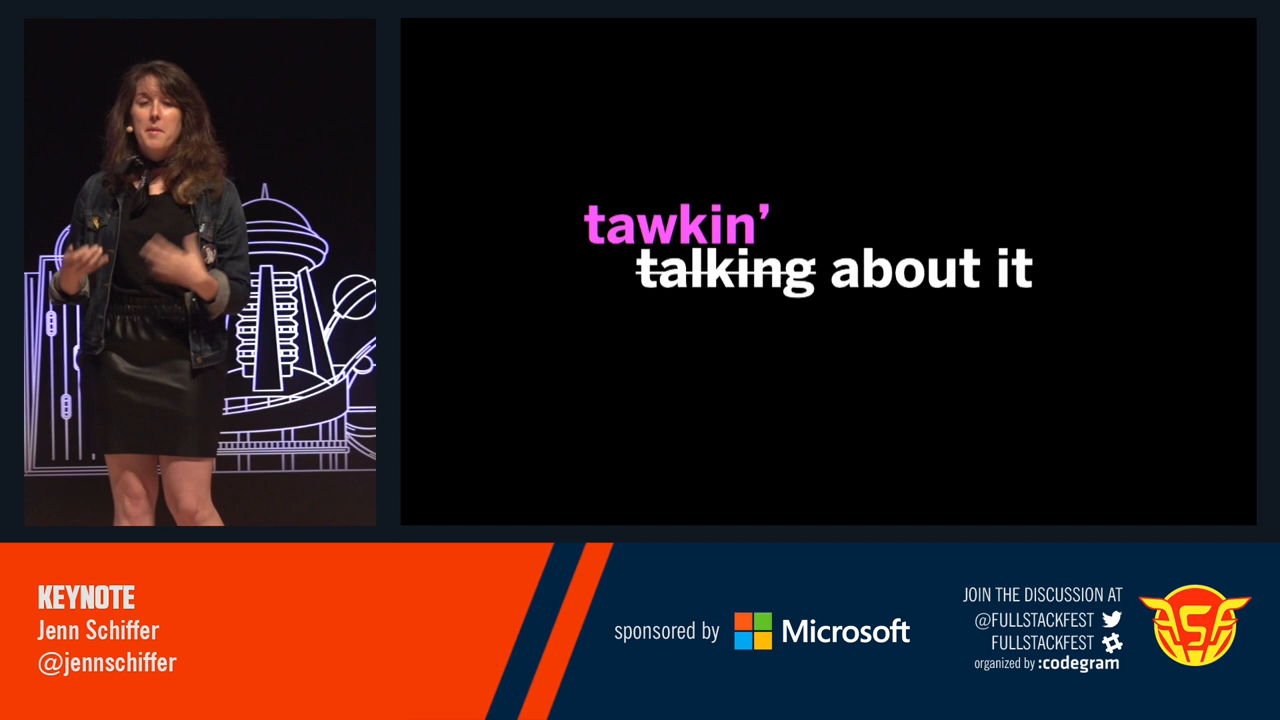 tawkin’
talking about it
KEYNOTE
Jenn Schiffer
@jennschiffer
sponsored by Microsoft
JOIN THE DISCUSSION AT
@FULLSTACKFEST
FULLSTACKFEST
organized by :codegram
FSF